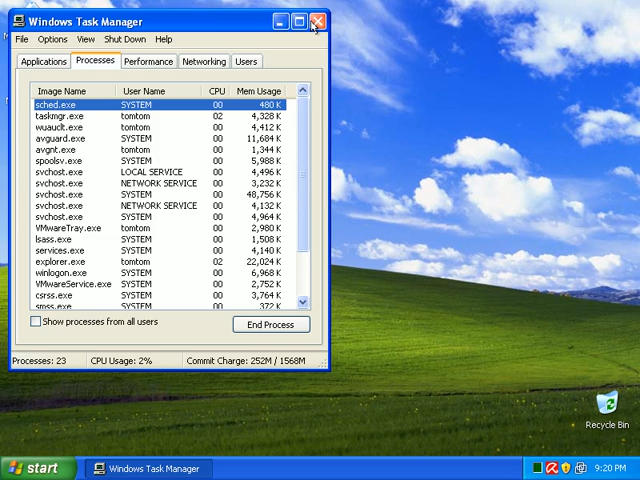 Windows Task Manager
File Options View Shut Down Help
Applications Processes Performance Networking Users
Image Name User Name CPU Mem Usage
sched.exe SYSTEM 00 480 K
taskmgr.exe tomtom 02 4,328 K
wuauclt.exe tomtom 00 4,412 K
avguard.exe SYSTEM 00 11,684 K
avgnt.exe tomtom 00 1,344 K
spoolsv.exe SYSTEM 00 5,988 K
svchost.exe LOCAL SERVICE 00 4,496 K
svchost.exe NETWORK SERVICE 00 3,232 K
svchost.exe SYSTEM 00 48,756 K
svchost.exe NETWORK SERVICE 00 4,132 K
svchost.exe SYSTEM 00 4,964 K
VMwareTray.exe tomtom 00 2,980 K
lsass.exe SYSTEM 00 1,508 K
services.exe SYSTEM 00 4,140 K
explorer.exe tomtom 02 22,024 K
winlogon.exe SYSTEM 00 6,968 K
VMwareService.exe SYSTEM 00 2,752 K
csrss.exe SYSTEM 00 3,764 K
smss.exe SYSTEM 00 372 K
Show processes from all users
End Process
Processes: 23 CPU Usage: 2% Commit Charge: 252M / 1568M
Recycle Bin
start Windows Task Manager 9:20 PM